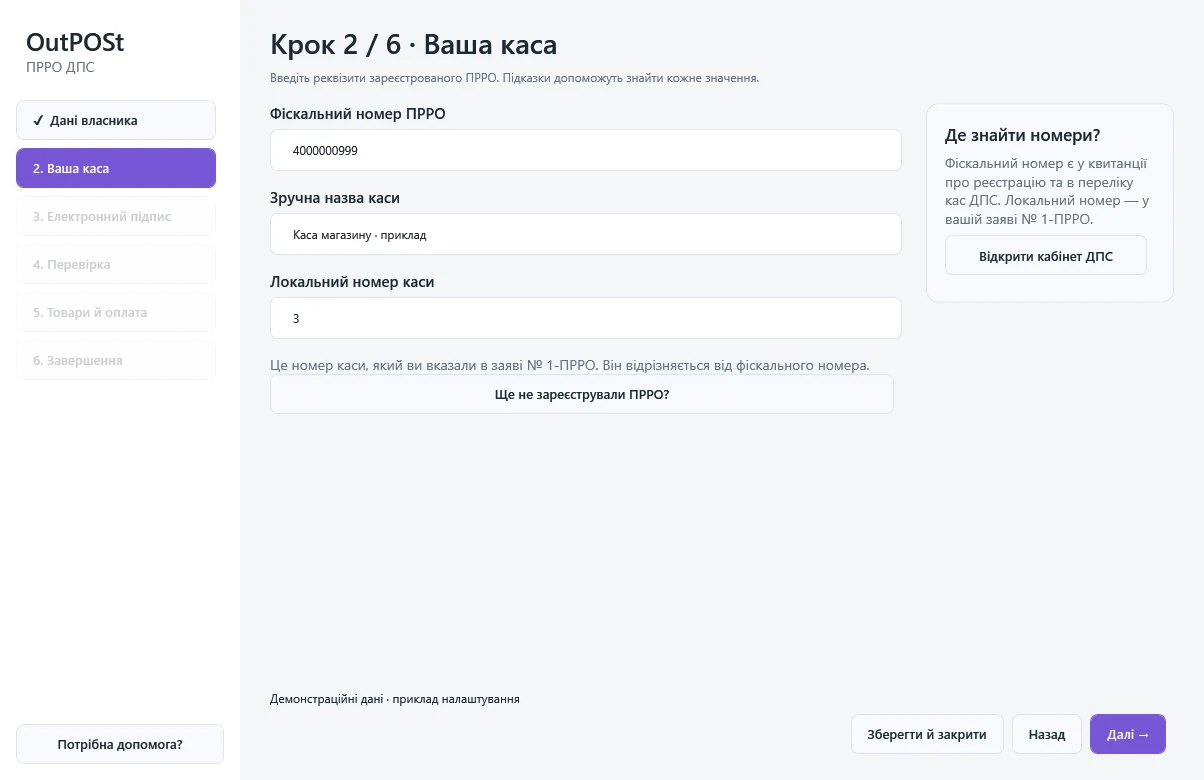 OutPOSt
ПРРО ДПС
✓ Дані власника
2. Ваша каса
3. Електронний підпис
4. Перевірка
5. Товари й оплата
6. Завершення
Потрібна допомога?
Крок 2 / 6 · Ваша каса
Введіть реквізити зареєстрованого ПРРО. Підказки допоможуть знайти кожне значення.
Фіскальний номер ПРРО
4000000999
Зручна назва каси
Каса магазину · приклад
Локальний номер каси
3
Це номер каси, який ви вказали в заяві № 1-ПРРО. Він відрізняється від фіскального номера.
Ще не зареєстрували ПРРО?
Де знайти номери?
Фіскальний номер є у квитанції
про реєстрацію та в переліку
кас ДПС. Локальний номер — у
вашій заяві № 1-ПРРО.
Відкрити кабінет ДПС
Демонстраційні дані · приклад налаштування
Зберегти й закрити
Назад
Далі →